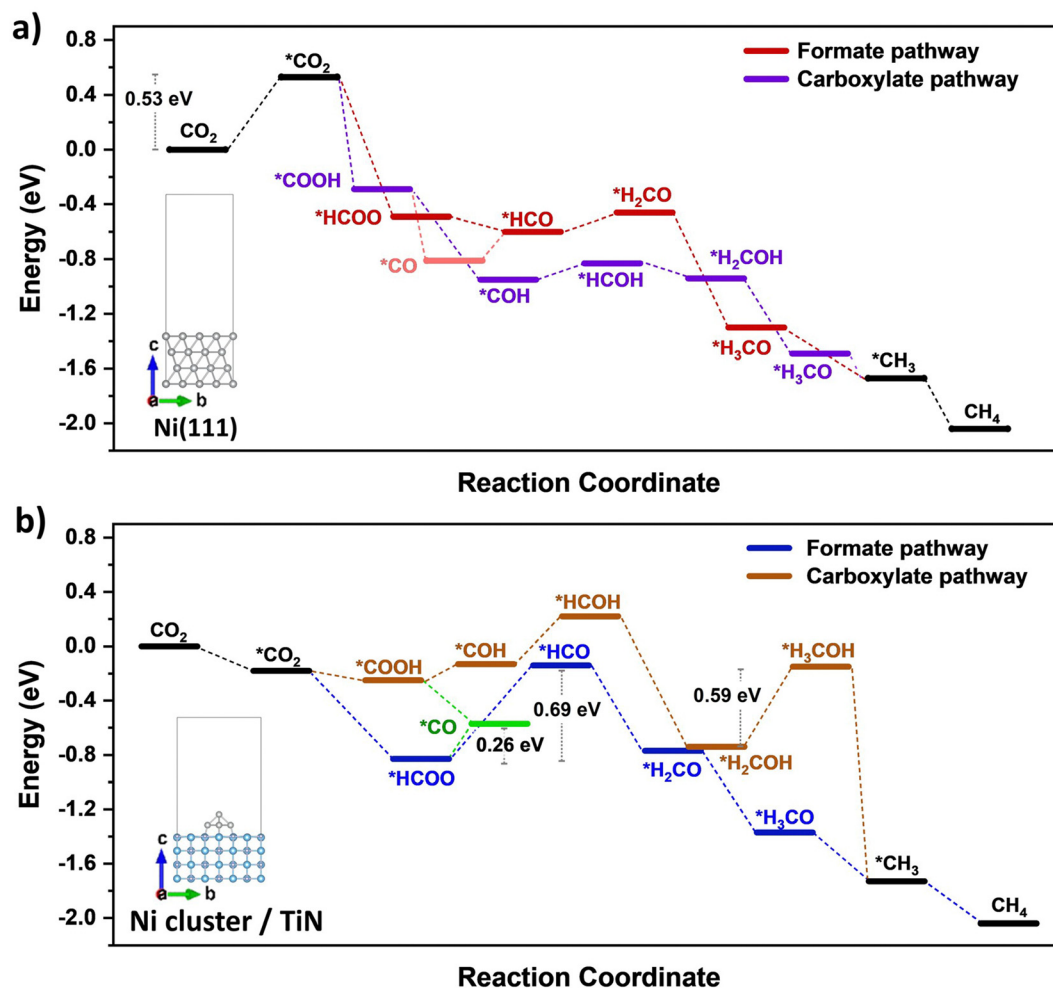 a)
0.8
0.4
0.0
-0.4
-0.8
-1.2
-1.6
-2.0
Energy (eV)
Formate pathway
Carboxylate pathway
0.53 eV
CO₂
*CO₂
*COOH
*HCOO
*CO
*HCO
*COH
*H₂CO
*HCOH
*H₂COH
*H₃CO
*H₃CO
*CH₃
CH₄
c
a
b
Ni(111)
Reaction Coordinate
b)
0.8
0.4
0.0
-0.4
-0.8
-1.2
-1.6
-2.0
Energy (eV)
Formate pathway
Carboxylate pathway
CO₂
*CO₂
*COOH
*COH
*HCOH
*HCO
*CO
0.69 eV
0.26 eV
*HCOO
*H₂CO
0.59 eV
*H₃COH
*H₂COH
*H₃CO
*CH₃
CH₄
c
a
b
Ni cluster / TiN
Reaction Coordinate